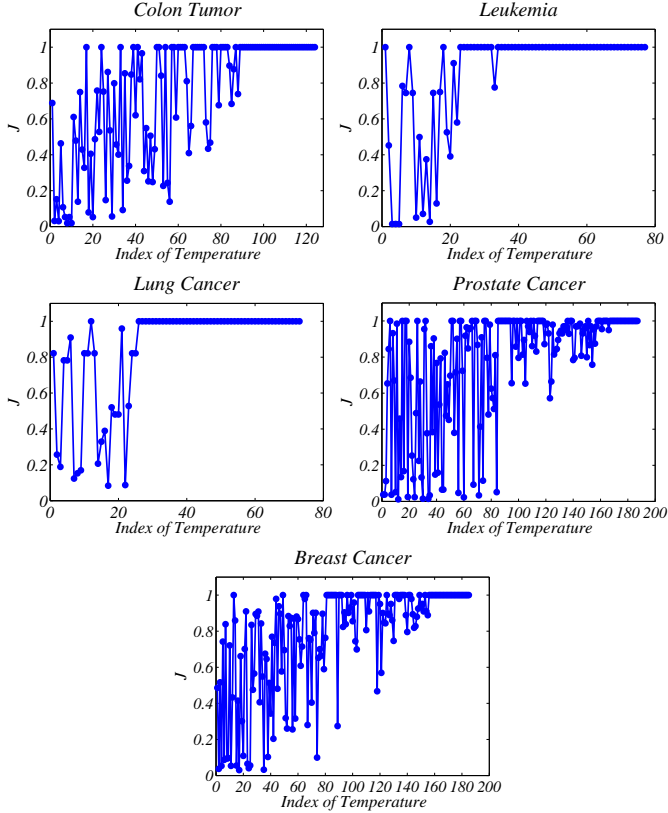 Colon Tumor
1
0.8
0.6
0.4
0.2
0
J
0 20 40 60 80 100 120
Index of Temperature
Leukemia
1
0.8
0.6
0.4
0.2
0
J
0 20 40 60 80
Index of Temperature
Lung Cancer
1
0.8
0.6
0.4
0.2
0
J
0 20 40 60 80
Index of Temperature
Prostate Cancer
1
0.8
0.6
0.4
0.2
0
J
0 20 40 60 80 100 120 140 160 180 200
Index of Temperature
Breast Cancer
1
0.8
0.6
0.4
0.2
0
J
0 20 40 60 80 100 120 140 160 180 200
Index of Temperature